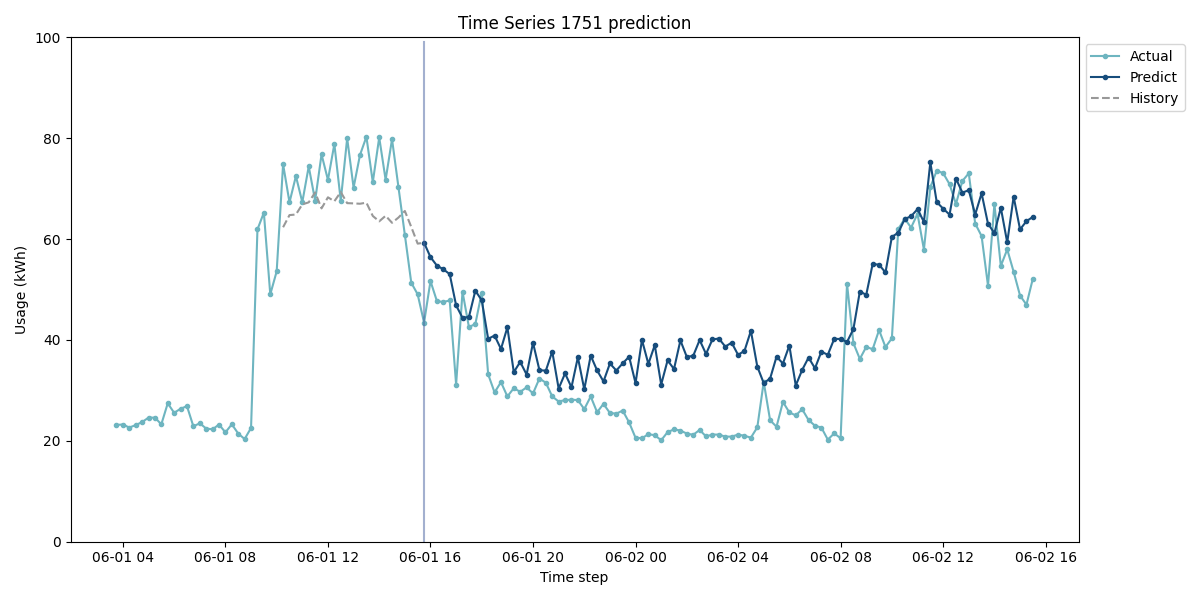 Time Series 1751 prediction
Usage (kWh)
100
80
60
40
20
0
06-01 04
06-01 08
06-01 12
06-01 16
06-01 20
06-02 00
06-02 04
06-02 08
06-02 12
06-02 16
Time step
Actual
Predict
History